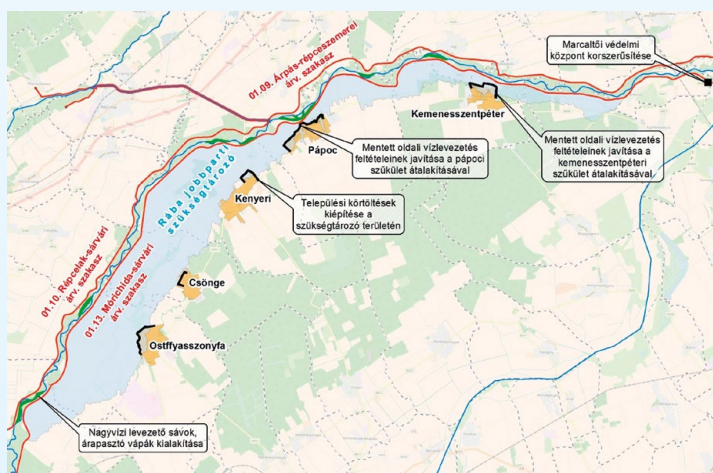 Marcaltői védelmi
központ korszerűsítése
01.09. Árpás-répceszemerei
árv. szakasz
Kemenesszentpéter
Pápoc
Mentett oldali vízlevezetés
feltételeinek javítása a pápoci
szűkület átalakításával
Mentett oldali vízlevezetés
feltételeinek javítása a
kemenesszentpéteri
szűkület átalakításával
Rába jobbparti
szükségtározó
Kenyeri
Települési körtöltések
kiépítése a
szükségtározó területén
01.10. Répcelak-sárvári
árv. szakasz
01.13. Mórichida-sárvári
árv. szakasz
Csönge
Ostffyasszonyfa
Nagyvízi levezető sávok,
árapasztó vápák kialakítása